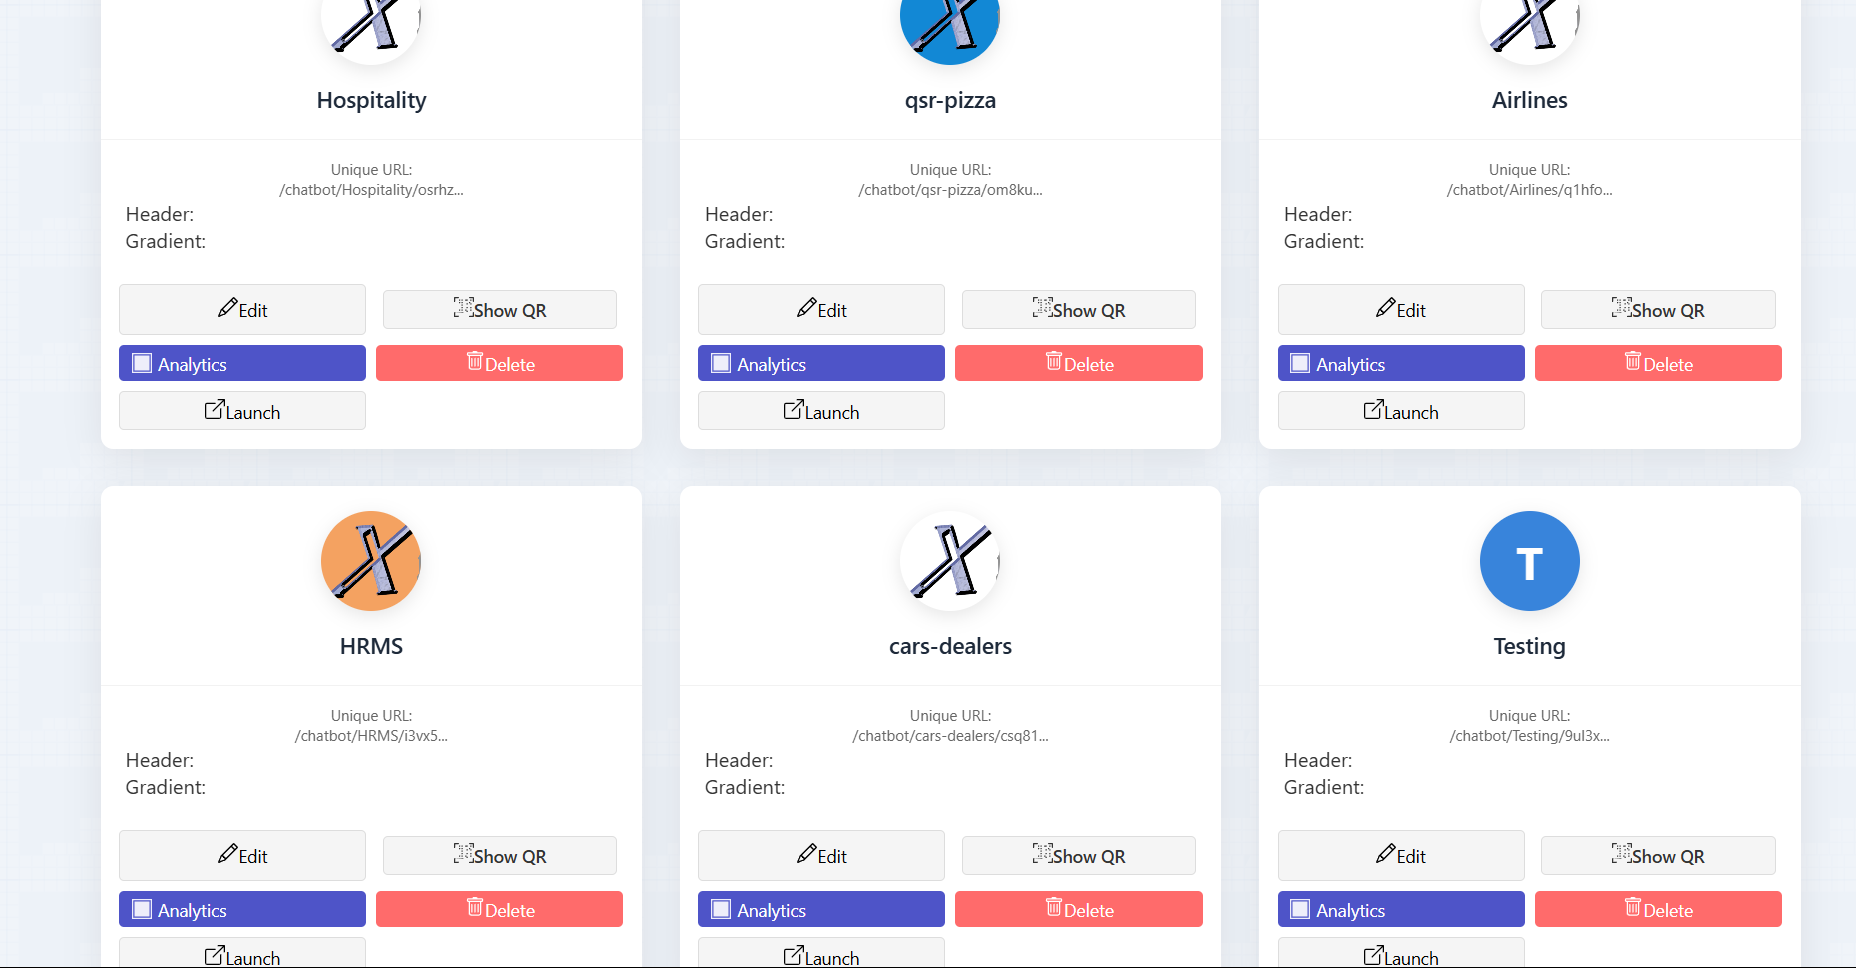 Hospitality
qsr-pizza
Airlines
Unique URL:
/chatbot/Hospitality/osrhz...
Unique URL:
/chatbot/qsr-pizza/om8ku...
Unique URL:
/chatbot/Airlines/q1hfo...
Header:
Gradient:
Header:
Gradient:
Header:
Gradient:
Edit
Show QR
Edit
Show QR
Edit
Show QR
Analytics
Delete
Analytics
Delete
Analytics
Delete
Launch
Launch
Launch
T
HRMS
cars-dealers
Testing
Unique URL:
/chatbot/HRMS/i3vx5...
Unique URL:
/chatbot/cars-dealers/csq81...
Unique URL:
/chatbot/Testing/9ul3x...
Header:
Gradient:
Header:
Gradient:
Header:
Gradient:
Edit
Show QR
Edit
Show QR
Edit
Show QR
Analytics
Delete
Analytics
Delete
Analytics
Delete
Launch
Launch
Launch